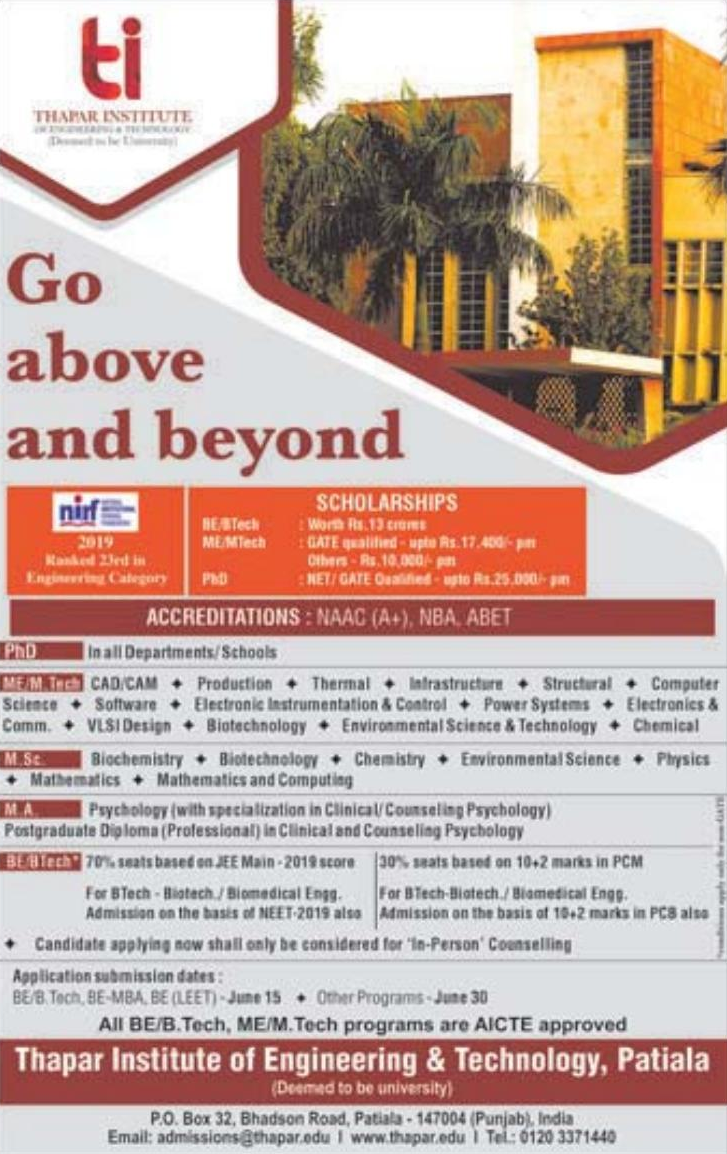 ti
THAPAR INSTITUTE
OF ENGINEERING & TECHNOLOGY
(Deemed to be University)
Go
above
and beyond
nirf
2019
Ranked 23rd in
Engineering Category
SCHOLARSHIPS
BE/BTech : Worth Rs.13 crores
ME/MTech : GATE qualified - upto Rs.17,400/- pm
Others - Rs.10,000/- pm
PhD : NET/ GATE Qualified - upto Rs.25,000/- pm
ACCREDITATIONS : NAAC (A+), NBA, ABET
PhD In all Departments/ Schools
ME/M.Tech CAD/CAM ✦ Production ✦ Thermal ✦ Infrastructure ✦ Structural ✦ Computer
Science ✦ Software ✦ Electronic Instrumentation & Control ✦ Power Systems ✦ Electronics &
Comm. ✦ VLSI Design ✦ Biotechnology ✦ Environmental Science & Technology ✦ Chemical
M.Sc. Biochemistry ✦ Biotechnology ✦ Chemistry ✦ Environmental Science ✦ Physics
✦ Mathematics ✦ Mathematics and Computing
M.A. Psychology (with specialization in Clinical/ Counseling Psychology)
Postgraduate Diploma (Professional) in Clinical and Counseling Psychology
BE/BTech* 70% seats based on JEE Main - 2019 score
For BTech - Biotech./ Biomedical Engg.
Admission on the basis of NEET-2019 also
30% seats based on 10+2 marks in PCM
For BTech-Biotech./ Biomedical Engg.
Admission on the basis of 10+2 marks in PCB also
✦ Candidate applying now shall only be considered for 'In-Person' Counselling
Application submission dates :
BE/B.Tech, BE-MBA, BE (LEET) - June 15 ✦ Other Programs - June 30
All BE/B.Tech, ME/M.Tech programs are AICTE approved
Thapar Institute of Engineering & Technology, Patiala
(Deemed to be university)
P.O. Box 32, Bhadson Road, Patiala - 147004 (Punjab), India
Email: admissions@thapar.edu | www.thapar.edu | Tel.: 0120 3371440